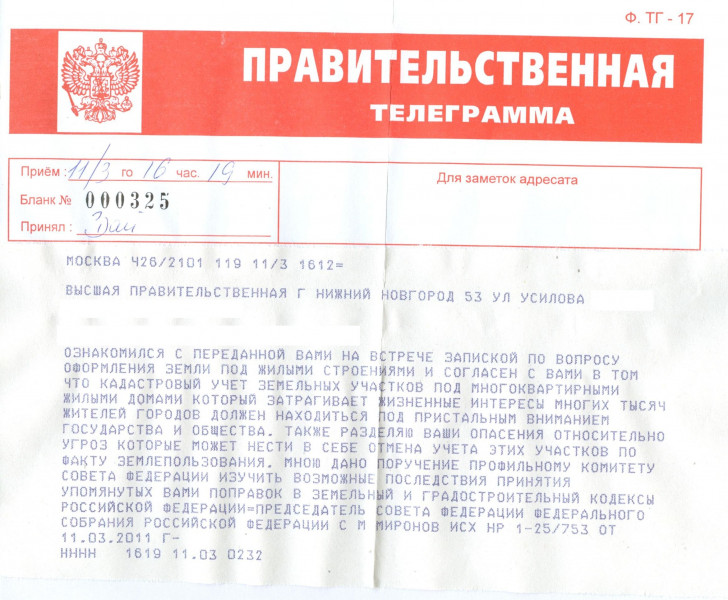 Ф. ТГ - 17
ПРАВИТЕЛЬСТВЕННАЯ
ТЕЛЕГРАММА
Приём : 11/3 го 16 час. 19 мин.
Бланк № 000325
Принял :
Для заметок адресата
МОСКВА Ч26/2101 119 11/3 1612=
ВЫСШАЯ ПРАВИТЕЛЬСТВЕННАЯ Г НИЖНИЙ НОВГОРОД 53 УЛ УСИЛОВА
ОЗНАКОМИЛСЯ С ПЕРЕДАННОЙ ВАМИ НА ВСТРЕЧЕ ЗАПИСКОЙ ПО ВОПРОСУ
ОФОРМЛЕНИЯ ЗЕМЛИ ПОД ЖИЛЫМИ СТРОЕНИЯМИ И СОГЛАСЕН С ВАМИ В ТОМ
ЧТО КАДАСТРОВЫЙ УЧЕТ ЗЕМЕЛЬНЫХ УЧАСТКОВ ПОД МНОГОКВАРТИРНЫМИ
ЖИЛЫМИ ДОМАМИ КОТОРЫЙ ЗАТРАГИВАЕТ ЖИЗНЕННЫЕ ИНТЕРЕСЫ МНОГИХ ТЫСЯЧ
ЖИТЕЛЕЙ ГОРОДОВ ДОЛЖЕН НАХОДИТЬСЯ ПОД ПРИСТАЛЬНЫМ ВНИМАНИЕМ
ГОСУДАРСТВА И ОБЩЕСТВА. ТАКЖЕ РАЗДЕЛЯЮ ВАШИ ОПАСЕНИЯ ОТНОСИТЕЛЬНО
УГРОЗ КОТОРЫЕ МОЖЕТ НЕСТИ В СЕБЕ ОТМЕНА УЧЕТА ЭТИХ УЧАСТКОВ ПО
ФАКТУ ЗЕМЛЕПОЛЬЗОВАНИЯ. МНОЮ ДАНО ПОРУЧЕНИЕ ПРОФИЛЬНОМУ КОМИТЕТУ
СОВЕТА ФЕДЕРАЦИИ ИЗУЧИТЬ ВОЗМОЖНЫЕ ПОСЛЕДСТВИЯ ПРИНЯТИЯ
УПОМЯНУТЫХ ВАМИ ПОПРАВОК В ЗЕМЕЛЬНЫЙ И ГРАДОСТРОИТЕЛЬНЫЙ КОДЕКСЫ
РОССИЙСКОЙ ФЕДЕРАЦИИ=ПРЕДСЕДАТЕЛЬ СОВЕТА ФЕДЕРАЦИИ ФЕДЕРАЛЬНОГО
СОБРАНИЯ РОССИЙСКОЙ ФЕДЕРАЦИИ С М МИРОНОВ ИСХ НР 1-25/753 ОТ
11.03.2011 Г-
НННН 1619 11.03 0232